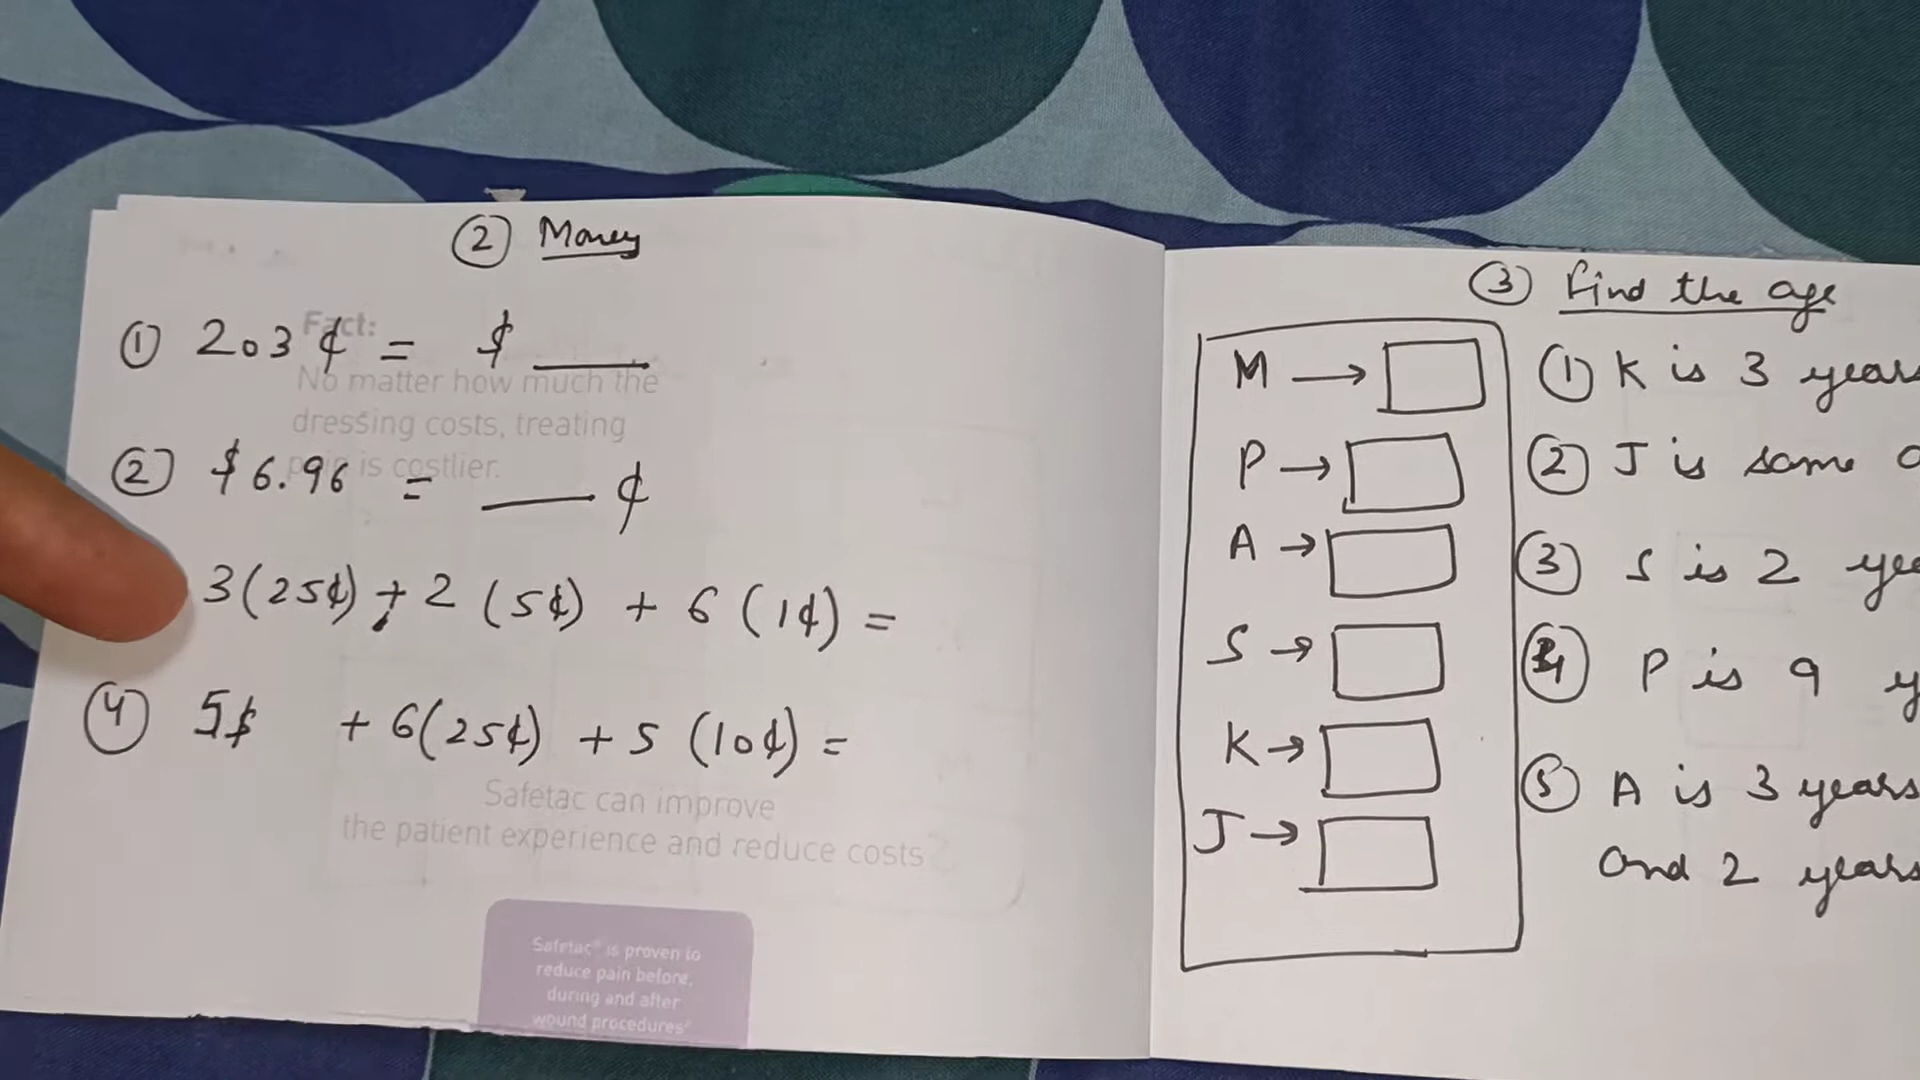 ② Money
① 203 ¢ = $ ____
② $6.96 = ____ ¢
3(25¢) + 2 (5¢) + 6 (1¢) =
④ 5$ + 6(25¢) + 5 (10¢) =
Fact:
No matter how much the
dressing costs, treating
pain is costlier.
Safetac can improve
the patient experience and reduce costs
Safetac® is proven to
reduce pain before,
during and after
wound procedures
③ Find the age
M →
P →
A →
S →
K →
J →
① K is 3 years
② J is same
③ S is 2
④ P is 9 y
⑤ A is 3 years
and 2 years